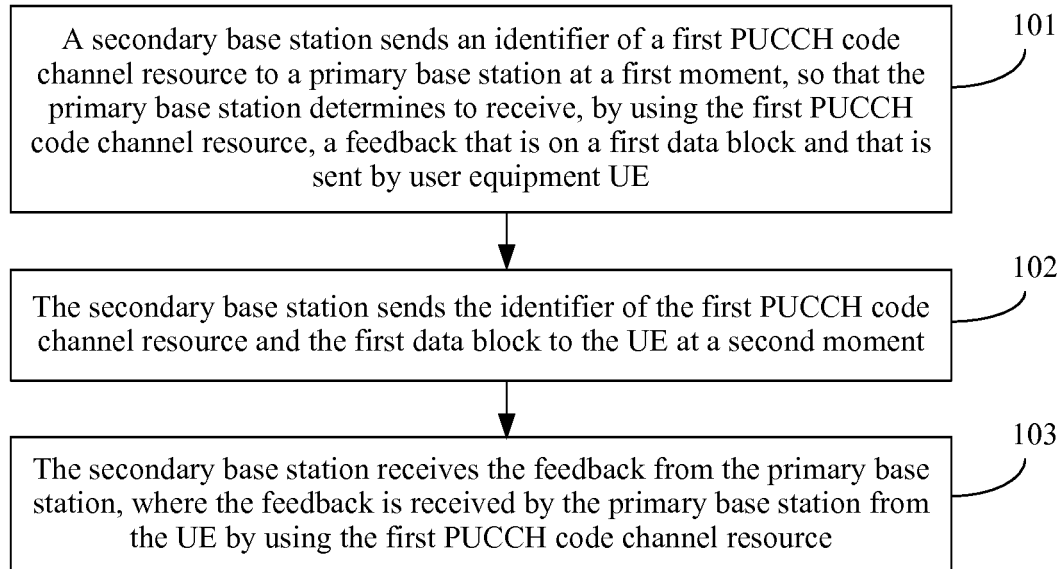 A secondary base station sends an identifier of a first PUCCH code
channel resource to a primary base station at a first moment, so that the
primary base station determines to receive, by using the first PUCCH
code channel resource, a feedback that is on a first data block and that is
sent by user equipment UE
101
The secondary base station sends the identifier of the first PUCCH code
channel resource and the first data block to the UE at a second moment
102
The secondary base station receives the feedback from the primary base
station, where the feedback is received by the primary base station from
the UE by using the first PUCCH code channel resource
103